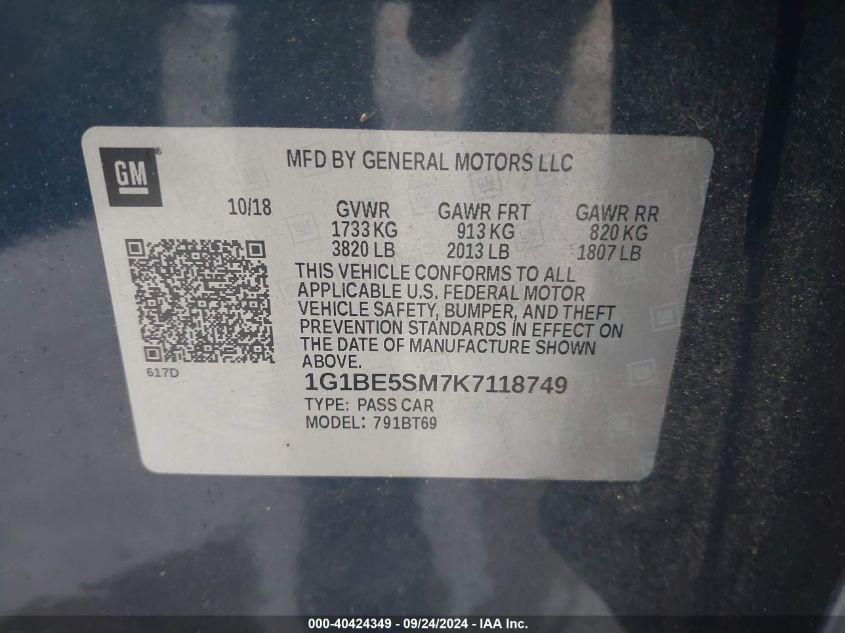 GM
MFD BY GENERAL MOTORS LLC
10/18
GVWR GAWR FRT GAWR RR
1733 KG 913 KG 820 KG
3820 LB 2013 LB 1807 LB
THIS VEHICLE CONFORMS TO ALL
APPLICABLE U.S. FEDERAL MOTOR
VEHICLE SAFETY, BUMPER, AND THEFT
PREVENTION STANDARDS IN EFFECT ON
THE DATE OF MANUFACTURE SHOWN
ABOVE.
617D
1G1BE5SM7K7118749
TYPE: PASS CAR
MODEL: 791BT69
000-40424349 - 09/24/2024 - IAA Inc.